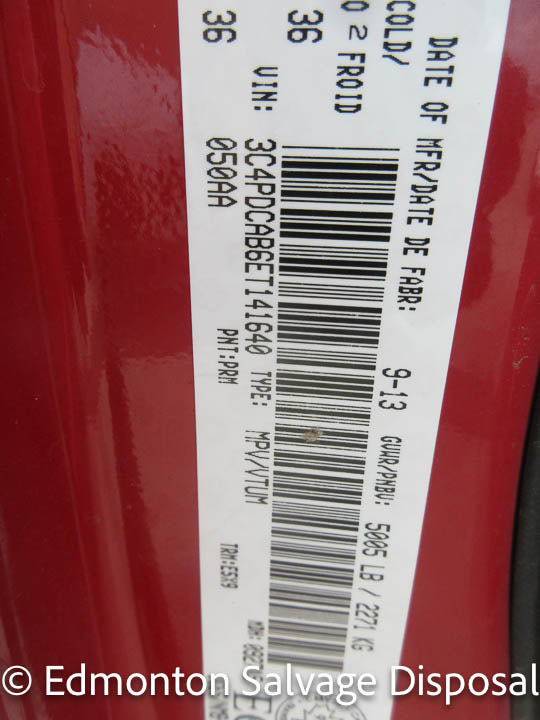 DATE OF MFR/DATE DE FABR: 9-13 GVWR/PNBV: 5005 LB / 2271 KG
COLD/
2 FROID
36
VIN: 3C4PDCAB6ET141640 TYPE: MPV/VTUM
050AA PNT:PRM TRM:E5X9
36
© Edmonton Salvage Disposal